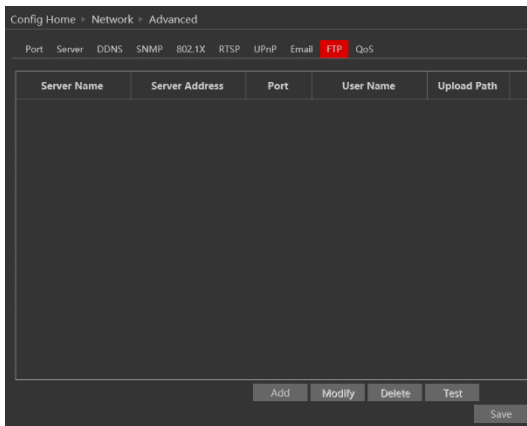 Config Home ▸ Network ▸ Advanced
Port Server DDNS SNMP 802.1X RTSP UPnP Email FTP QoS
Server Name Server Address Port User Name Upload Path
Add Modify Delete Test
Save